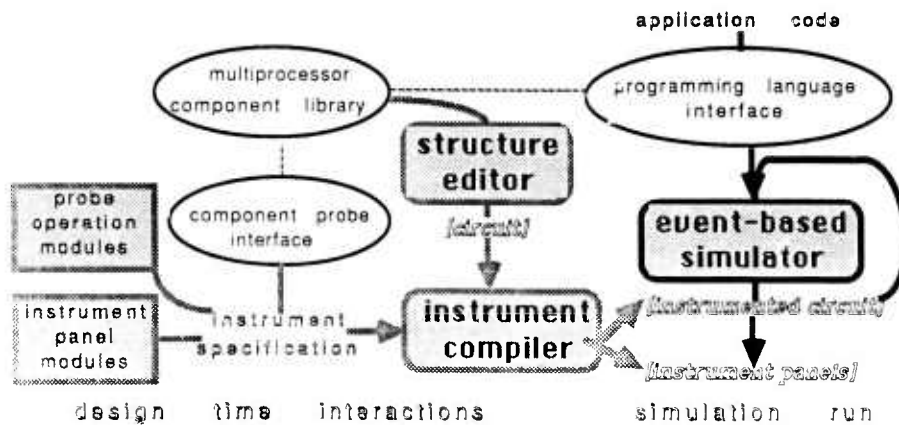 application code
multiprocessor
component library
programming language
interface
structure
editor
probe
operation
modules
component probe
interface
[circuit]
event-based
simulator
instrument
panel
modules
instrument
specification
instrument
compiler
[instrumented circuit]
[instrument panels]
design time interactions
simulation run